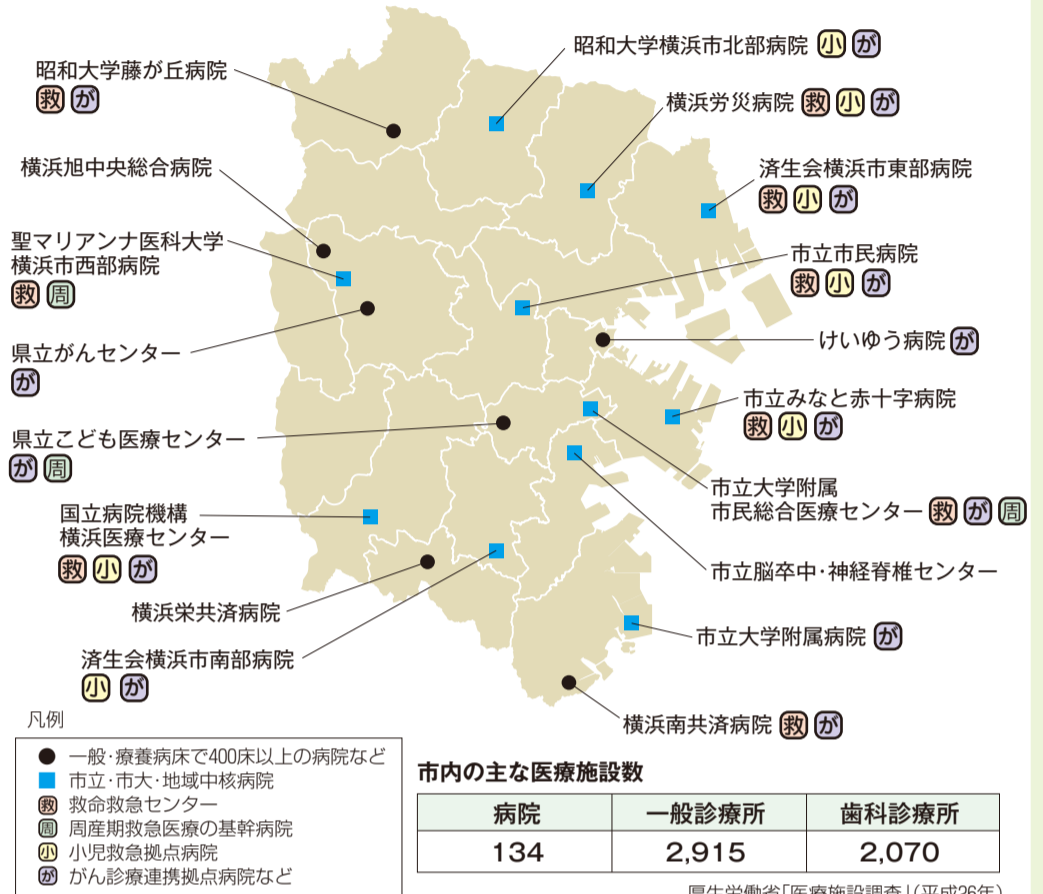 昭和大学藤が丘病院
救 が
昭和大学横浜市北部病院 小 が
横浜労災病院 救 小 が
横浜旭中央総合病院
済生会横浜市東部病院
救 小 が
聖マリアンナ医科大学
横浜市西部病院
救 周
市立市民病院
救 小 が
県立がんセンター
が
けいゆう病院 が
市立みなと赤十字病院
救 小 が
県立こども医療センター
が 周
市立大学附属
市民総合医療センター 救 が 周
国立病院機構
横浜医療センター
救 小 が
市立脳卒中・神経脊椎センター
横浜栄共済病院
市立大学附属病院 が
済生会横浜市南部病院
小 が
横浜南共済病院 救 が
凡例
一般・療養病床で400床以上の病院など
市立・市大・地域中核病院
救 救命救急センター
周 周産期救急医療の基幹病院
小 小児救急拠点病院
が がん診療連携拠点病院など
市内の主な医療施設数
病院 一般診療所 歯科診療所
134 2,915 2,070
厚生労働省「医療施設調査」(平成26年)